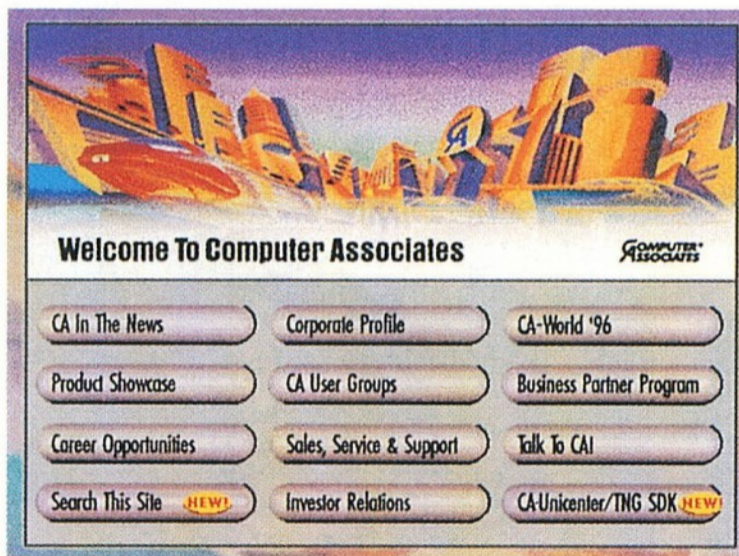 CA
Welcome To Computer Associates
COMPUTER ASSOCIATES
CA In The News
Corporate Profile
CA-World '96
Product Showcase
CA User Groups
Business Partner Program
Career Opportunities
Sales, Service & Support
Talk To CA!
Search This Site NEW!
Investor Relations
CA-Unicenter/TNG SDK NEW!